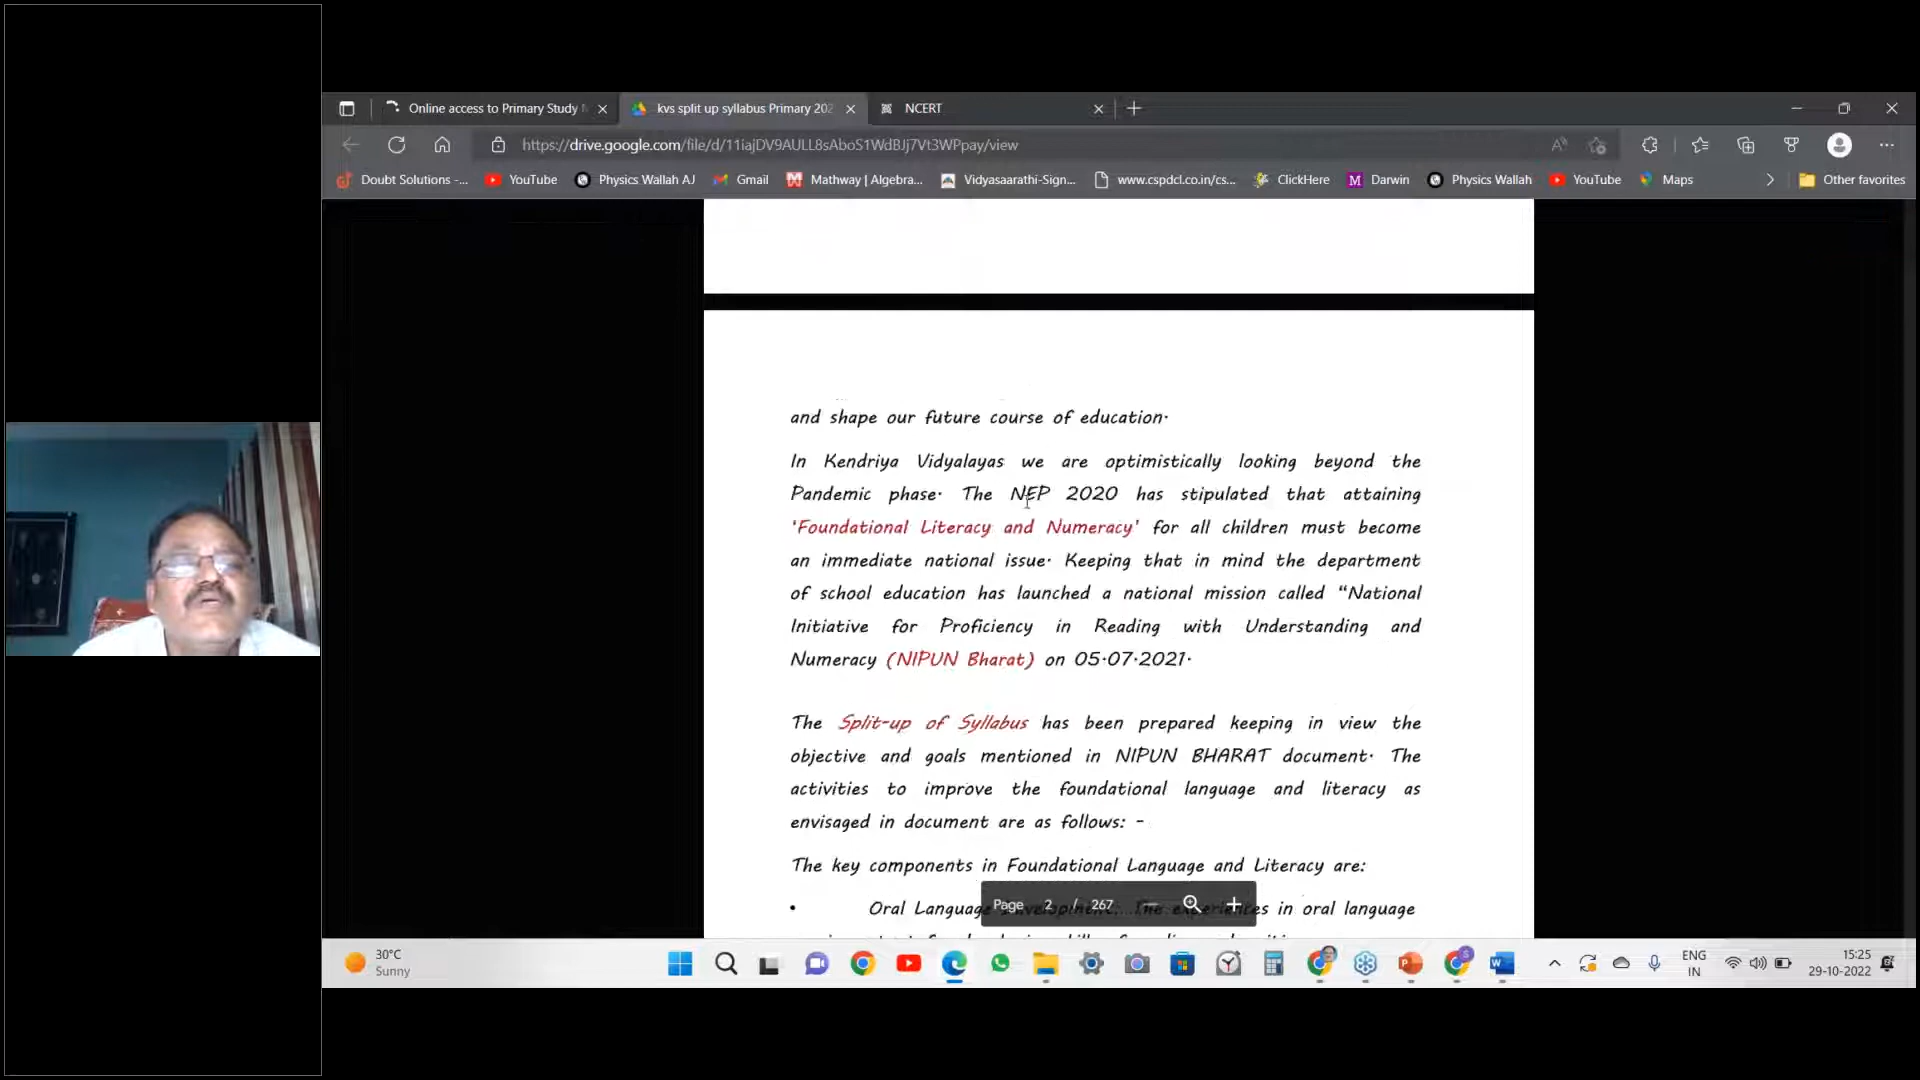 Online access to Primary Study
kvs split up syllabus Primary 202
NCERT
https://drive.google.com/file/d/11iajDV9AULL8sAboS1WdBJj7Vt3WPpay/view
Doubt Solutions -... YouTube Physics Wallah AJ Gmail Mathway | Algebra... Vidyasaarathi-Sign... www.cspdcl.co.in/cs... ClickHere Darwin Physics Wallah YouTube Maps Other favorites
and shape our future course of education.
In Kendriya Vidyalayas we are optimistically looking beyond the
Pandemic phase. The NEP 2020 has stipulated that attaining
'Foundational Literacy and Numeracy' for all children must become
an immediate national issue. Keeping that in mind the department
of school education has launched a national mission called "National
Initiative for Proficiency in Reading with Understanding and
Numeracy (NIPUN Bharat) on 05.07.2021.
The Split-up of Syllabus has been prepared keeping in view the
objective and goals mentioned in NIPUN BHARAT document. The
activities to improve the foundational language and literacy as
envisaged in document are as follows: -
The key components in Foundational Language and Literacy are:
• Oral Language in oral language
Page 2 / 267
30°C
Sunny
ENG
IN
15:25
29-10-2022